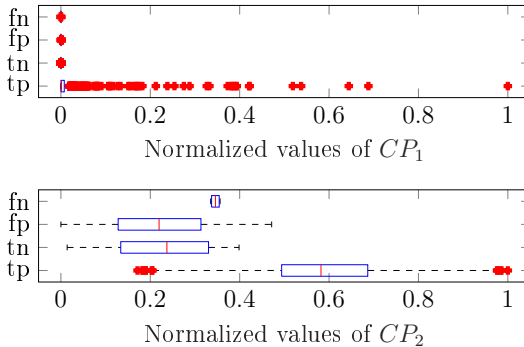 fn
fp
tn
tp
0 0.2 0.4 0.6 0.8 1
Normalized values of CP₁
fn
fp
tn
tp
0 0.2 0.4 0.6 0.8 1
Normalized values of CP₂